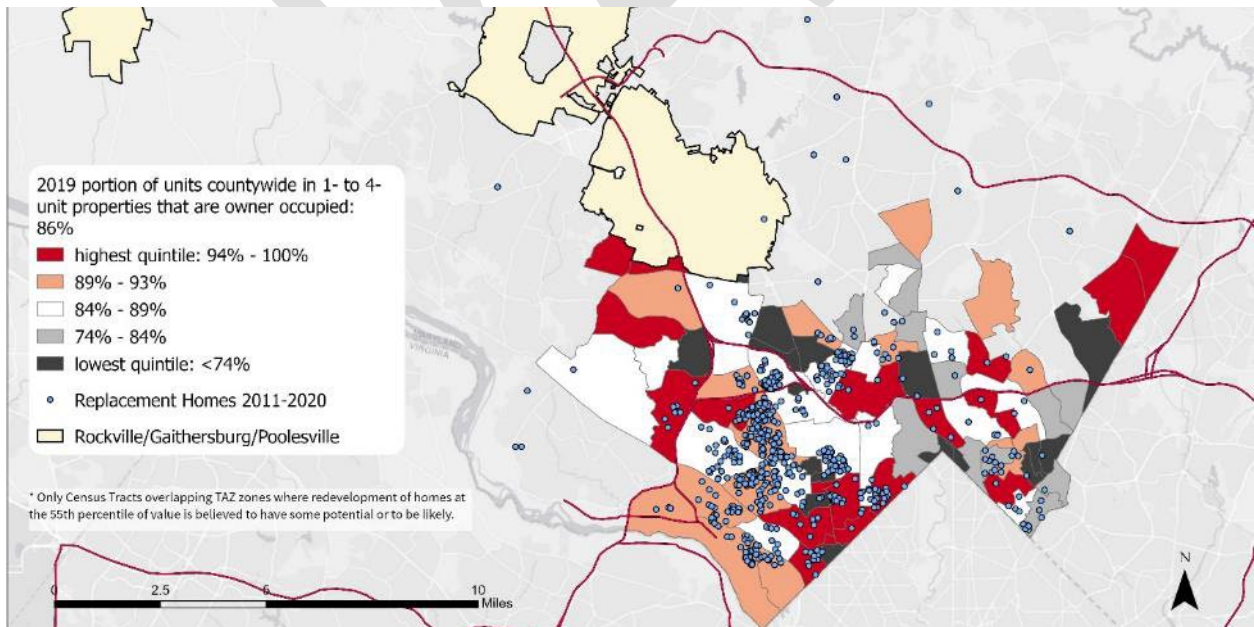 2019 portion of units countywide in 1- to 4-
unit properties that are owner occupied:
86%
highest quintile: 94% - 100%
89% - 93%
84% - 89%
74% - 84%
lowest quintile: <74%
Replacement Homes 2011-2020
Rockville/Gaithersburg/Poolesville
* Only Census Tracts overlapping TAZ zones where redevelopment of homes at
the 55th percentile of value is believed to have some potential or to be likely.
MARYLAND
VIRGINIA
N
0 2.5 5 10
Miles